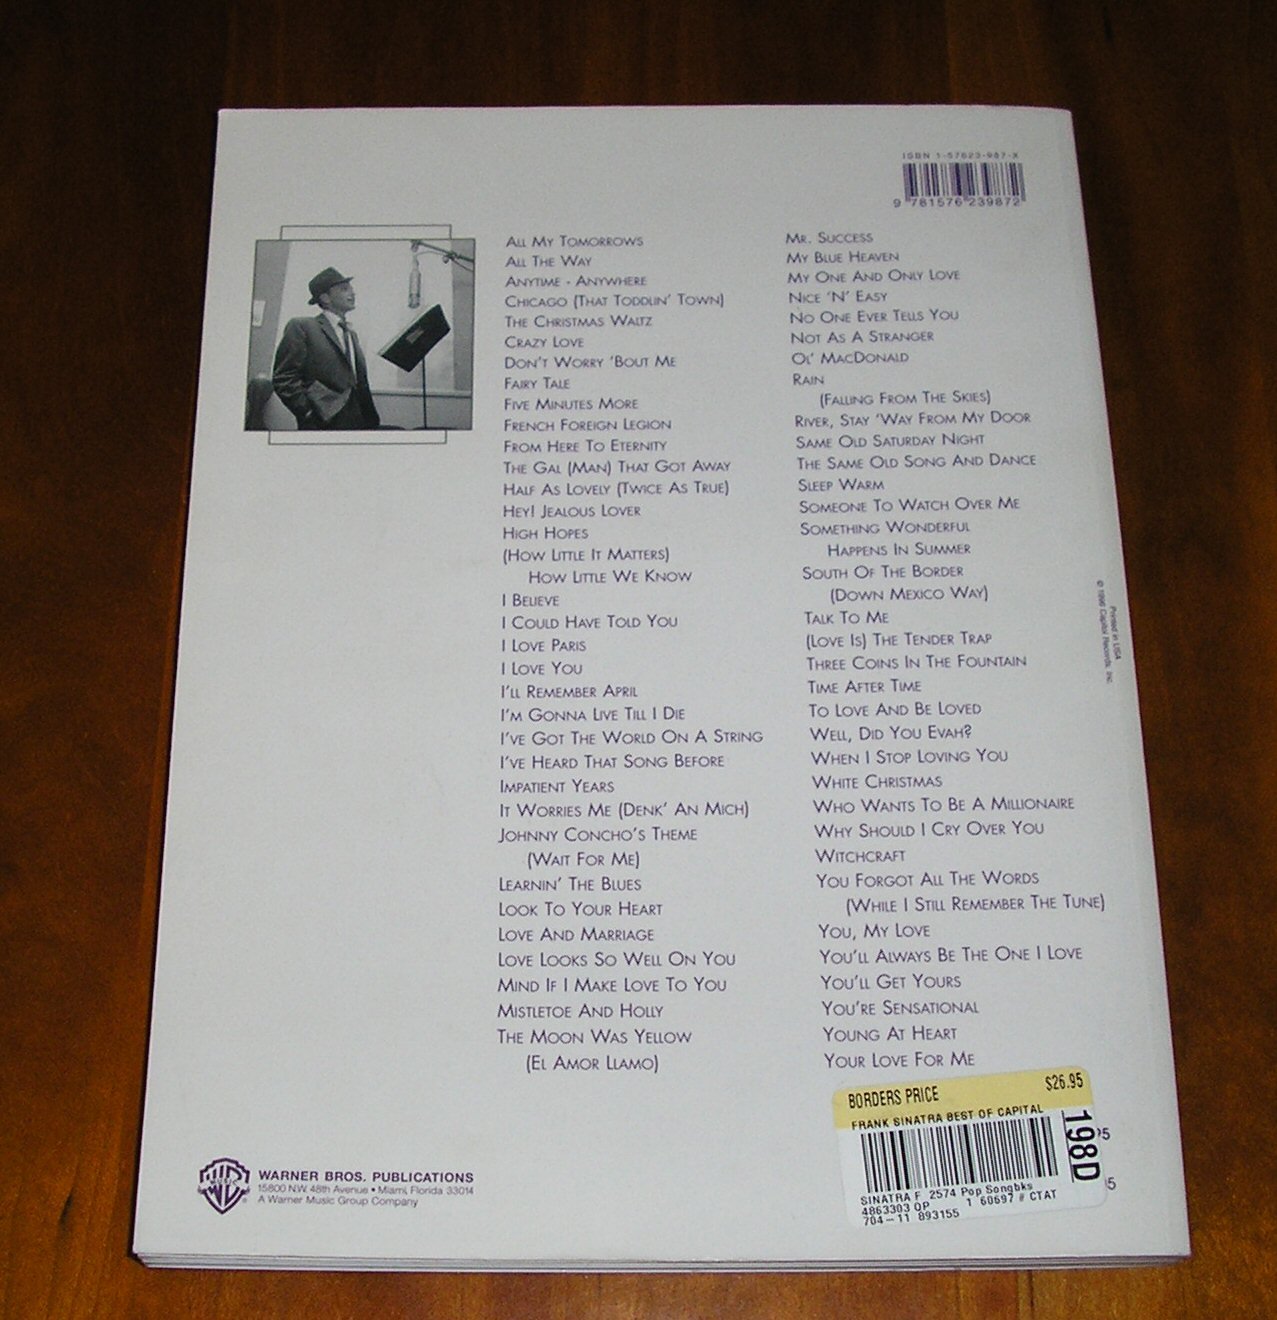 ISBN 1-57623-987-X
9 781576 239872
All My Tomorrows
All The Way
Anytime - Anywhere
Chicago (That Toddlin' Town)
The Christmas Waltz
Crazy Love
Don't Worry 'Bout Me
Fairy Tale
Five Minutes More
French Foreign Legion
From Here To Eternity
The Gal (Man) That Got Away
Half As Lovely (Twice As True)
Hey! Jealous Lover
High Hopes
(How Little It Matters)
How Little We Know
I Believe
I Could Have Told You
I Love Paris
I Love You
I'll Remember April
I'm Gonna Live Till I Die
I've Got The World On A String
I've Heard That Song Before
Impatient Years
It Worries Me (Denk' An Mich)
Johnny Concho's Theme
(Wait For Me)
Learnin' The Blues
Look To Your Heart
Love And Marriage
Love Looks So Well On You
Mind If I Make Love To You
Mistletoe And Holly
The Moon Was Yellow
(El Amor Llamo)
Mr. Success
My Blue Heaven
My One And Only Love
Nice 'N' Easy
No One Ever Tells You
Not As A Stranger
Ol' MacDonald
Rain
(Falling From The Skies)
River, Stay 'Way From My Door
Same Old Saturday Night
The Same Old Song And Dance
Sleep Warm
Someone To Watch Over Me
Something Wonderful
Happens In Summer
South Of The Border
(Down Mexico Way)
Talk To Me
(Love Is) The Tender Trap
Three Coins In The Fountain
Time After Time
To Love And Be Loved
Well, Did You Evah?
When I Stop Loving You
White Christmas
Who Wants To Be A Millionaire
Why Should I Cry Over You
Witchcraft
You Forgot All The Words
(While I Still Remember The Tune)
You, My Love
You'll Always Be The One I Love
You'll Get Yours
You're Sensational
Young At Heart
Your Love For Me
Printed in USA
© 1996 Capitol Records, Inc.
WARNER BROS. PUBLICATIONS
15800 N.W. 48th Avenue • Miami, Florida 33014
A Warner Music Group Company
BORDERS PRICE $26.95
FRANK SINATRA BEST OF CAPITAL
198D
SINATRA F 2574 Pop Songbks
4863303 QP 1 60697 # CTAT
704-11 893155